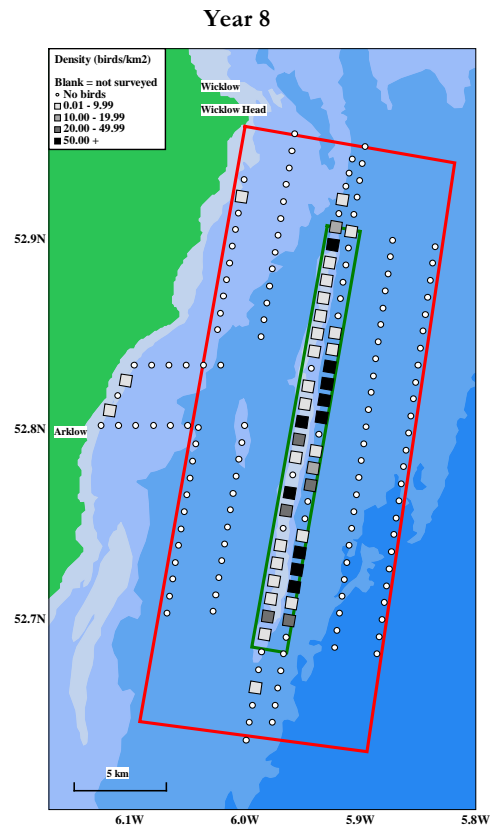 Year 8
Density (birds/km2)
Blank = not surveyed
No birds
0.01 - 9.99
10.00 - 19.99
20.00 - 49.99
50.00 +
Wicklow
Wicklow Head
52.9N
52.8N
Arklow
52.7N
5 km
6.1W 6.0W 5.9W 5.8W